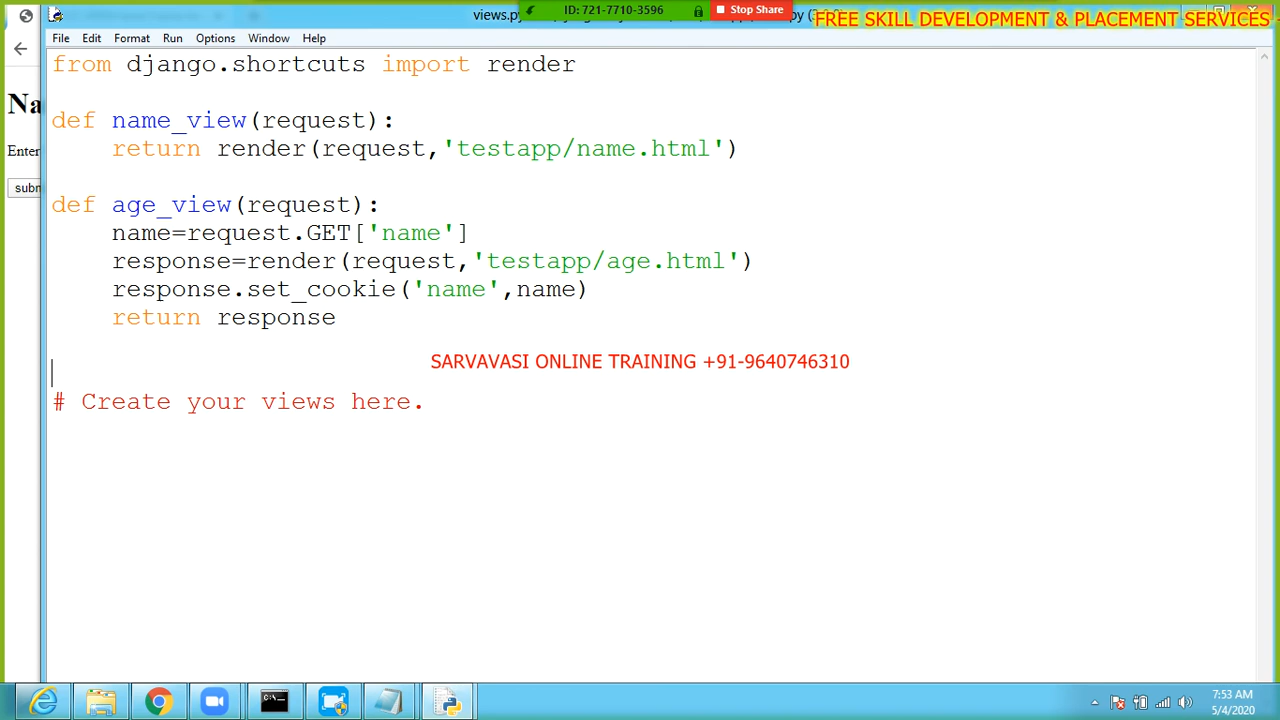 views.py
ID: 721-7710-3596
Stop Share
FREE SKILL DEVELOPMENT & PLACEMENT SERVICES
File Edit Format Run Options Window Help
from django.shortcuts import render
Na
def name_view(request):
Enter
return render(request,'testapp/name.html')
subm
def age_view(request):
name=request.GET['name']
response=render(request,'testapp/age.html')
response.set_cookie('name',name)
return response
SARVAVASI ONLINE TRAINING +91-9640746310
# Create your views here.
7:53 AM
5/4/2020